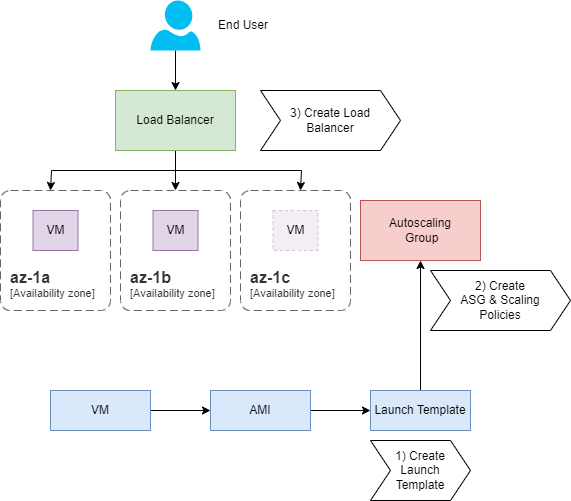 End User
3) Create Load
Balancer
Load Balancer
VM
VM
VM
az-1a
[Availability zone]
az-1b
[Availability zone]
az-1c
[Availability zone]
Autoscaling
Group
2) Create
ASG & Scaling
Policies
VM
AMI
Launch Template
1) Create
Launch
Template